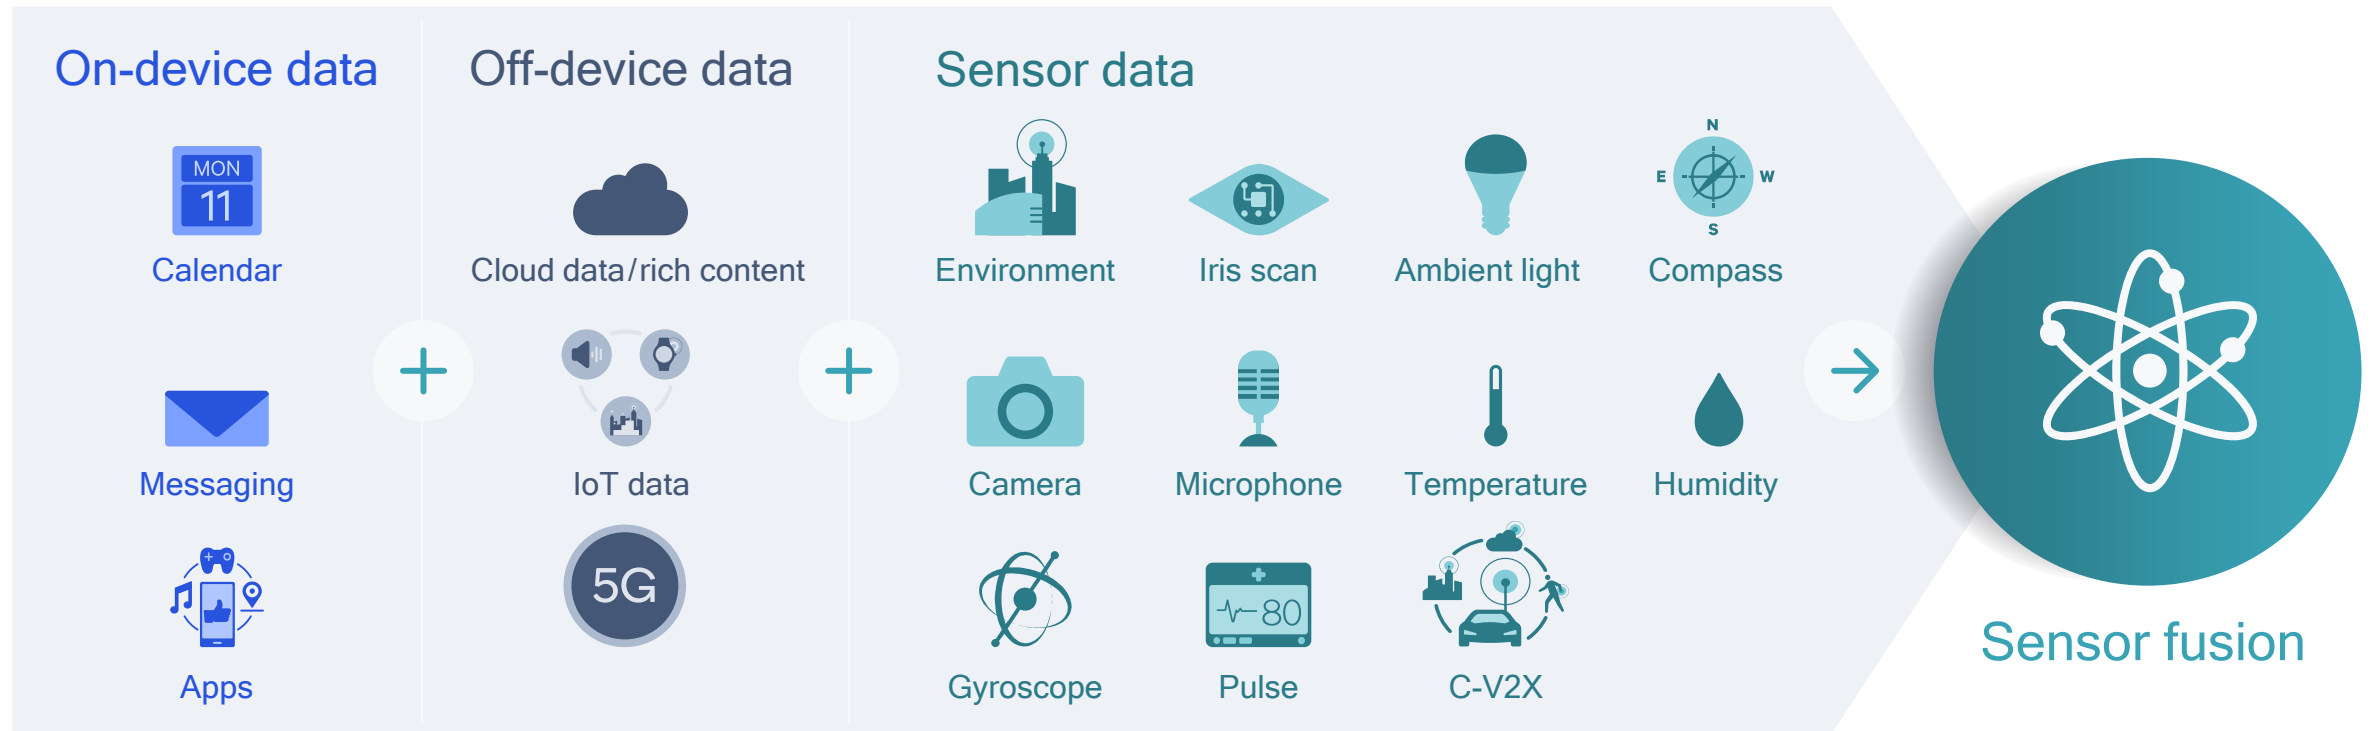 On-device data
MON
11
Calendar
Messaging
Apps
Off-device data
Cloud data/rich content
IoT data
5G
Sensor data
Environment
Iris scan
Ambient light
N
E
W
S
Compass
Camera
Microphone
Temperature
Humidity
Gyroscope
80
Pulse
C-V2X
Sensor fusion